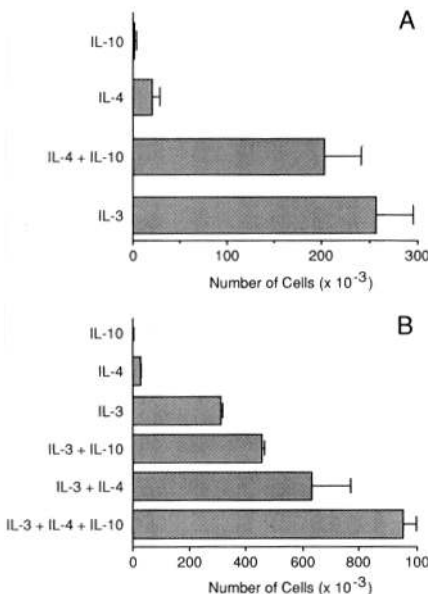 A
IL-10
IL-4
IL-4 + IL-10
IL-3
0 100 200 300
Number of Cells (x 10⁻³)
B
IL-10
IL-4
IL-3
IL-3 + IL-10
IL-3 + IL-4
IL-3 + IL-4 + IL-10
0 200 400 600 800 1000
Number of Cells (x 10⁻³)